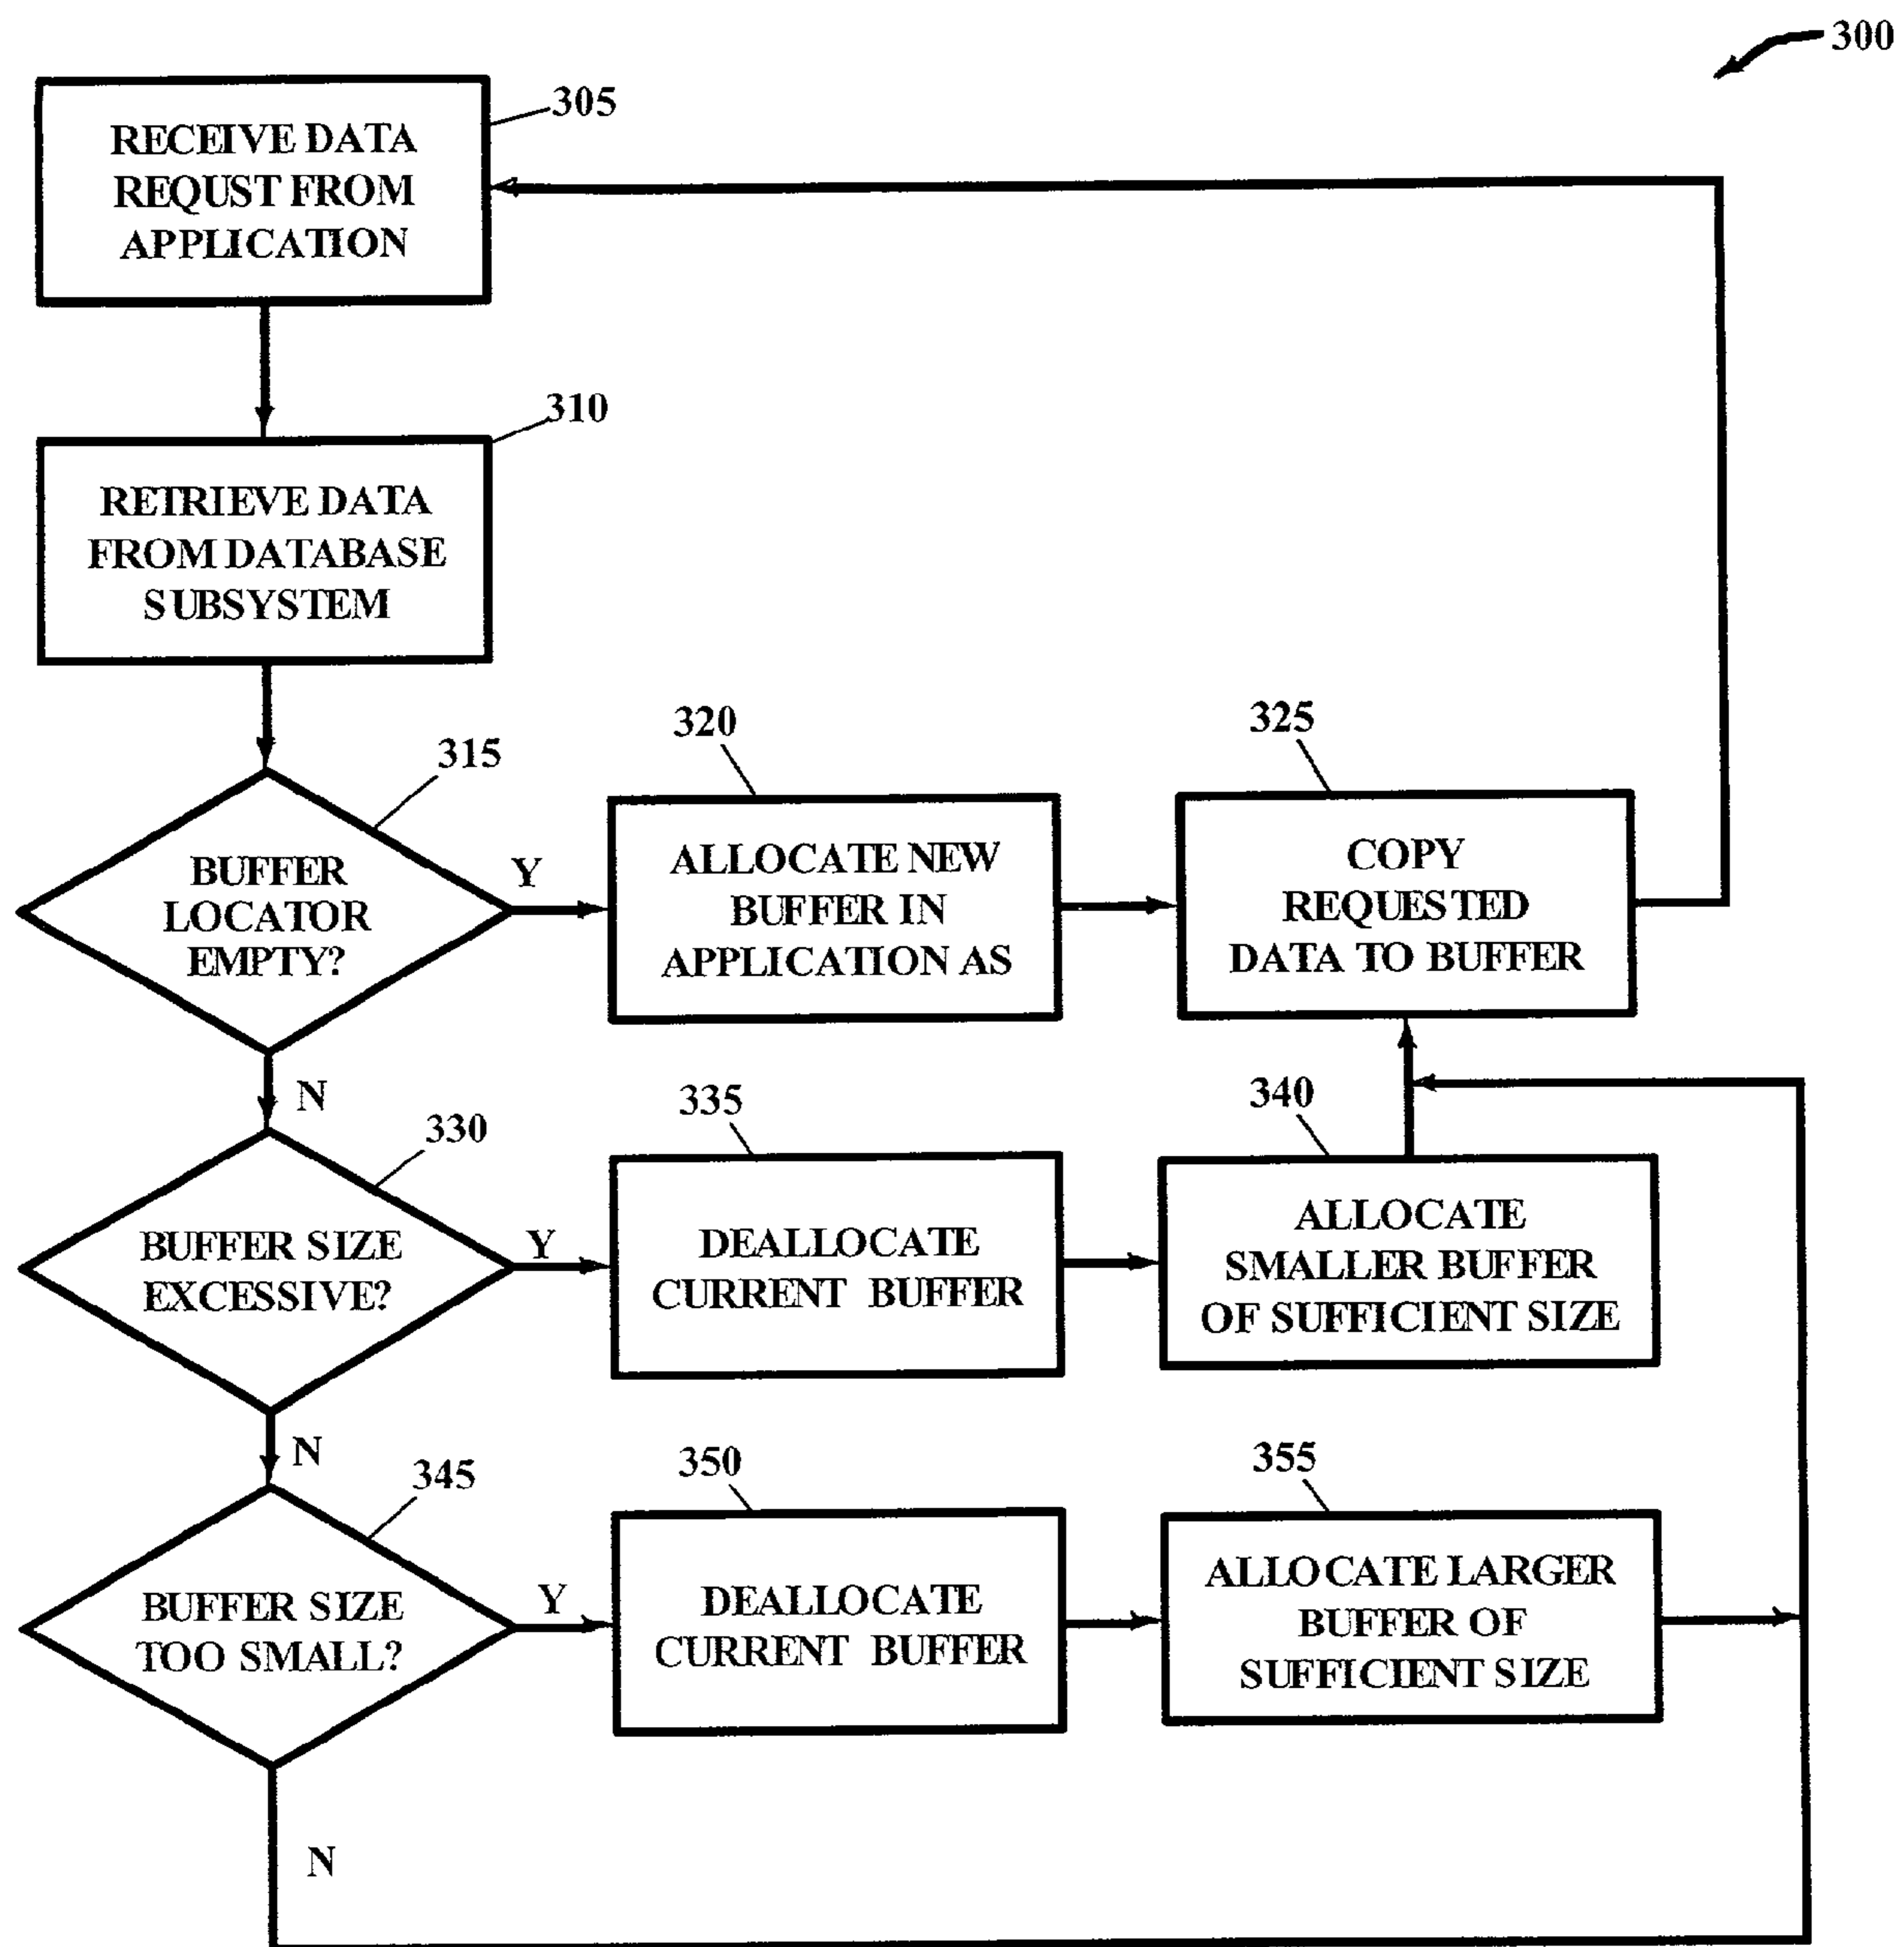 300
305
RECEIVE DATA
REQUST FROM
APPLICATION
310
RETRIEVE DATA
FROM DATABASE
SUBSYSTEM
315
BUFFER
LOCATOR
EMPTY?
Y
N
320
ALLOCATE NEW
BUFFER IN
APPLICATION AS
325
COPY
REQUESTED
DATA TO BUFFER
330
BUFFER SIZE
EXCESSIVE?
Y
N
335
DEALLOCATE
CURRENT BUFFER
340
ALLOCATE
SMALLER BUFFER
OF SUFFICIENT SIZE
345
BUFFER SIZE
TOO SMALL?
Y
N
350
DEALLOCATE
CURRENT BUFFER
355
ALLOCATE LARGER
BUFFER OF
SUFFICIENT SIZE